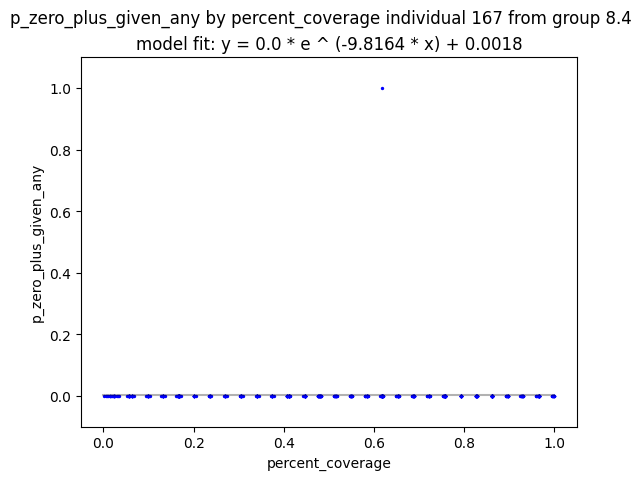 p_zero_plus_given_any by percent_coverage individual 167 from group 8.4
model fit: y = 0.0 * e ^ (-9.8164 * x) + 0.0018
1.0
0.8
0.6
0.4
0.2
0.0
p_zero_plus_given_any
0.0 0.2 0.4 0.6 0.8 1.0
percent_coverage